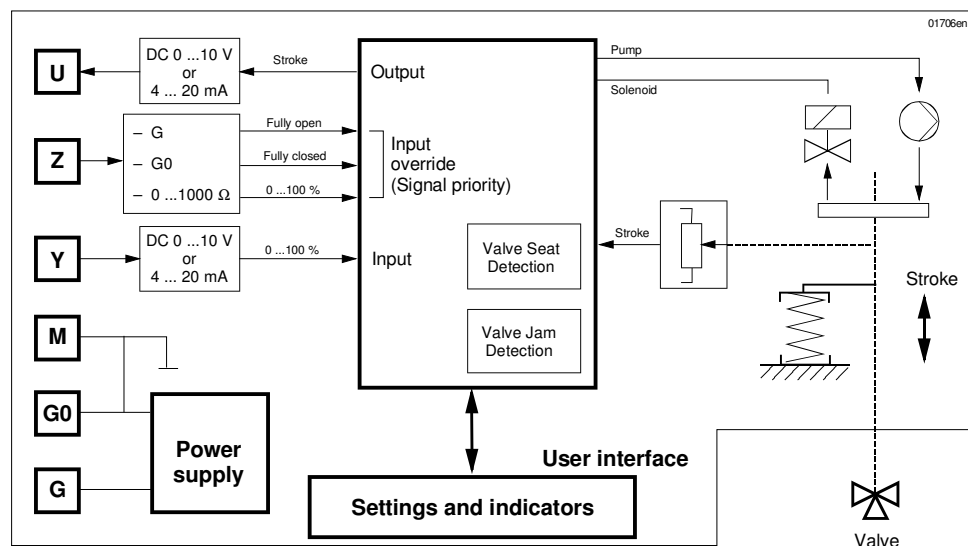 01706en
U
DC 0 ...10 V
or
4 ... 20 mA
Stroke
Output
Pump
Solenoid
Z
– G
– G0
– 0 ...1000 Ω
Fully open
Fully closed
0 ...100 %
Input
override
(Signal priority)
Y
DC 0 ...10 V
or
4 ... 20 mA
0 ...100 %
Input
Valve Seat
Detection
Valve Jam
Detection
Stroke
Stroke
M
G0
G
Power
supply
User interface
Settings and indicators
Valve